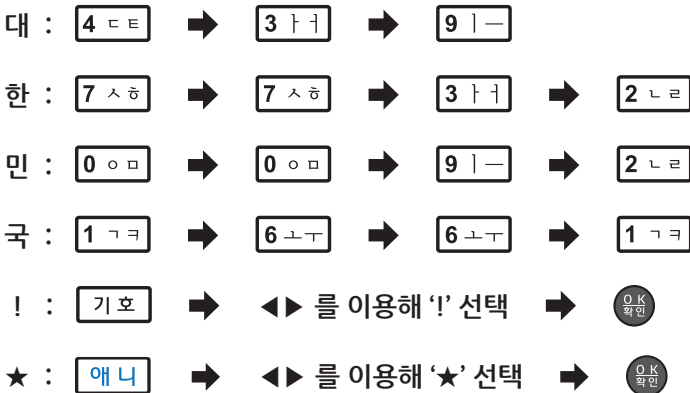 대 : 4 ㄷㅌ ➡ 3 ㅏㅓ ➡ 9 ㅣㅡ
한 : 7 ㅅㅎ ➡ 7 ㅅㅎ ➡ 3 ㅏㅓ ➡ 2 ㄴㄹ
민 : 0 ㅇㅁ ➡ 0 ㅇㅁ ➡ 9 ㅣㅡ ➡ 2 ㄴㄹ
국 : 1 ㄱㅋ ➡ 6 ㅗㅜ ➡ 6 ㅗㅜ ➡ 1 ㄱㅋ
! : 기호 ➡ ◀▶ 를 이용해 ‘!’ 선택 ➡ OK 확인
★ : 애니 ➡ ◀▶ 를 이용해 ‘★’ 선택 ➡ OK 확인